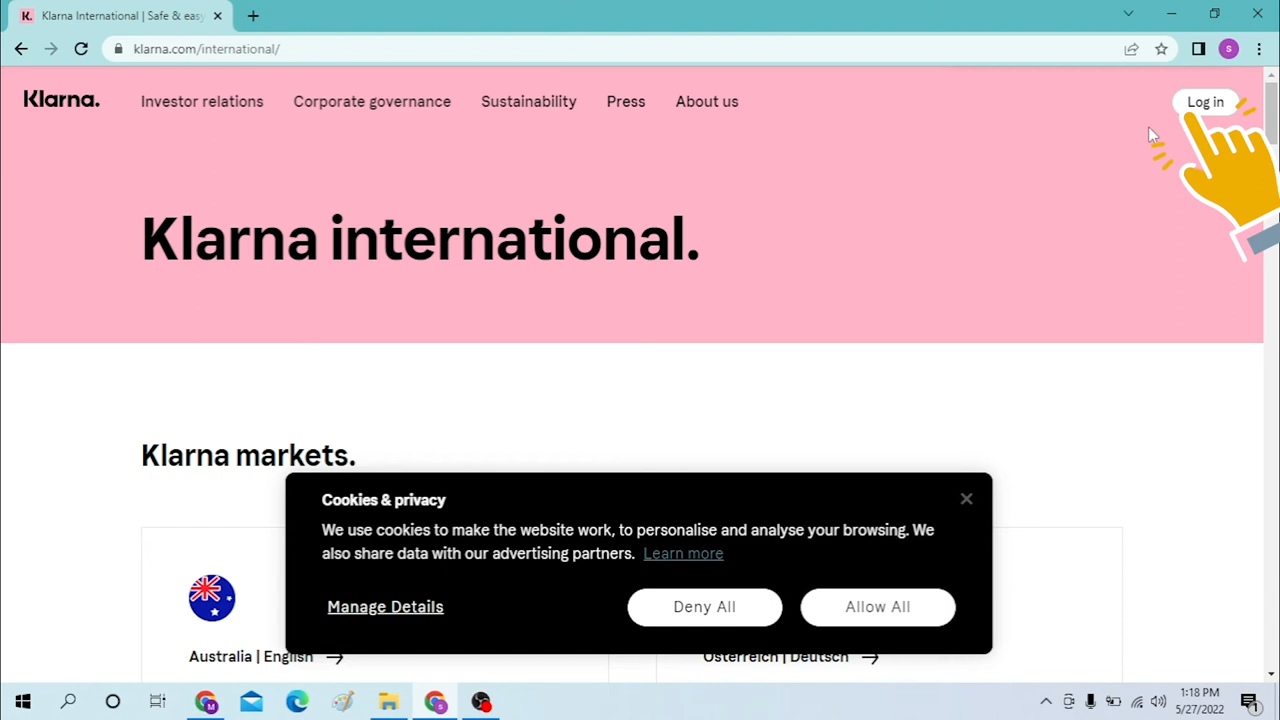 Klarna International | Safe & easy
klarna.com/international/
Klarna.
Investor relations
Corporate governance
Sustainability
Press
About us
Log in
Klarna international.
Klarna markets.
Cookies & privacy
We use cookies to make the website work, to personalise and analyse your browsing. We
also share data with our advertising partners. Learn more
Manage Details
Deny All
Allow All
Australia | English
Österreich | Deutsch
1:18 PM
5/27/2022